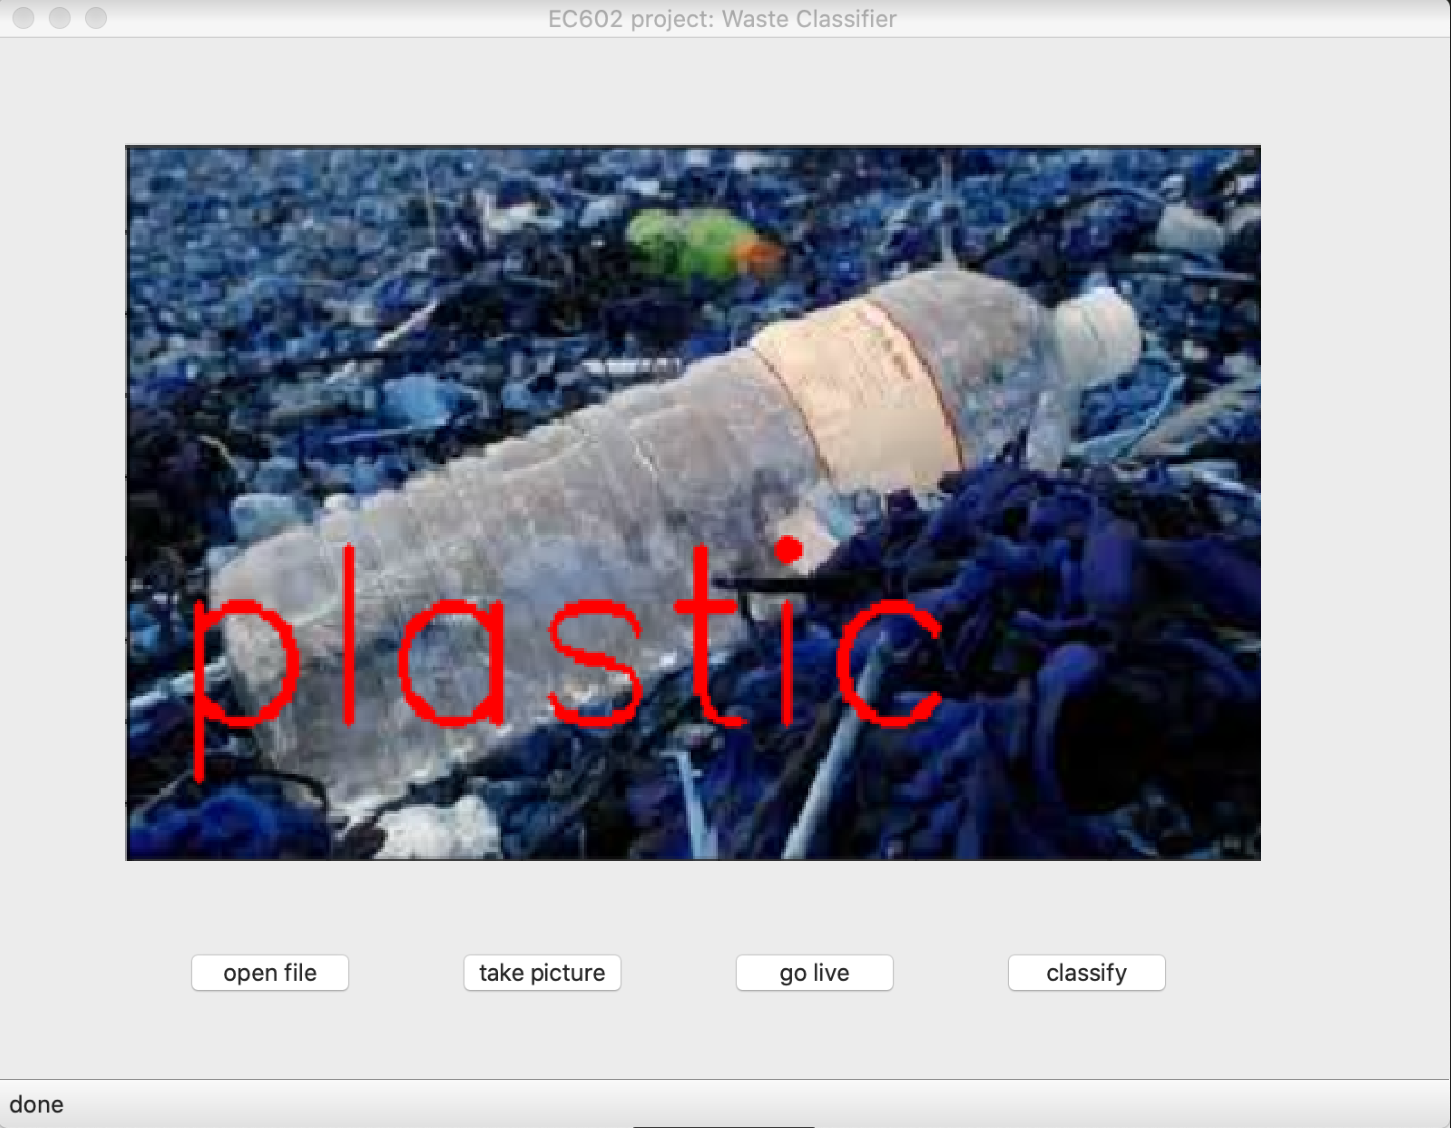 EC602 project: Waste Classifier
plastic
open file
take picture
go live
classify
done